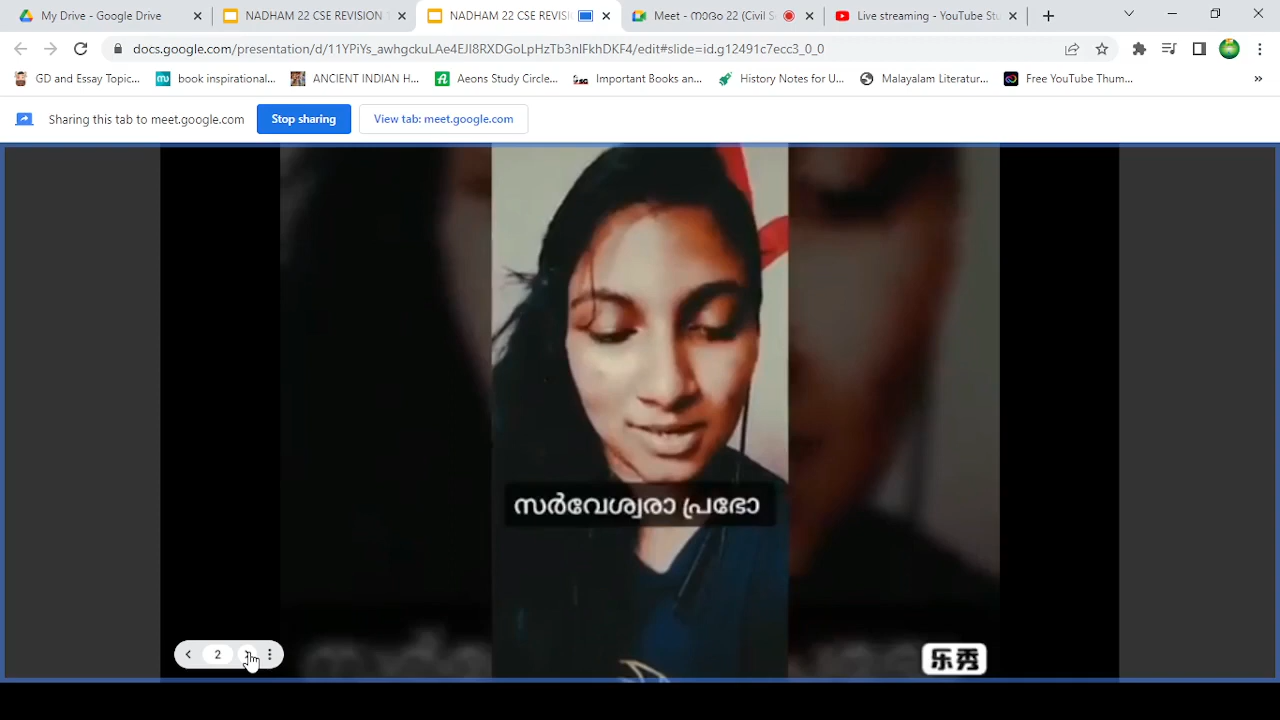 My Drive - Google Drive
NADHAM 22 CSE REVISION
NADHAM 22 CSE REVISI
Meet - നാദം 22 (Civil S
Live streaming - YouTube Stu
docs.google.com/presentation/d/11YPiYs_awhgckuLAe4EJI8RXDGoLpHzTb3nIFkhDKF4/edit#slide=id.g12491c7ecc3_0_0
GD and Essay Topic...
book inspirational...
ANCIENT INDIAN H...
Aeons Study Circle...
Important Books an...
History Notes for U...
Malayalam Literatur...
Free YouTube Thum...
Sharing this tab to meet.google.com
Stop sharing
View tab: meet.google.com
സർവേശ്വരാ പ്രഭോ
2
乐秀